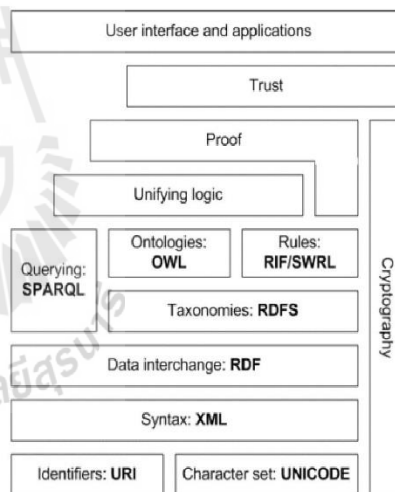 User interface and applications
Trust
Proof
Unifying logic
Querying:
SPARQL
Ontologies:
OWL
Rules:
RIF/SWRL
Taxonomies: RDFS
Cryptography
Data interchange: RDF
Syntax: XML
Identifiers: URI
Character set: UNICODE